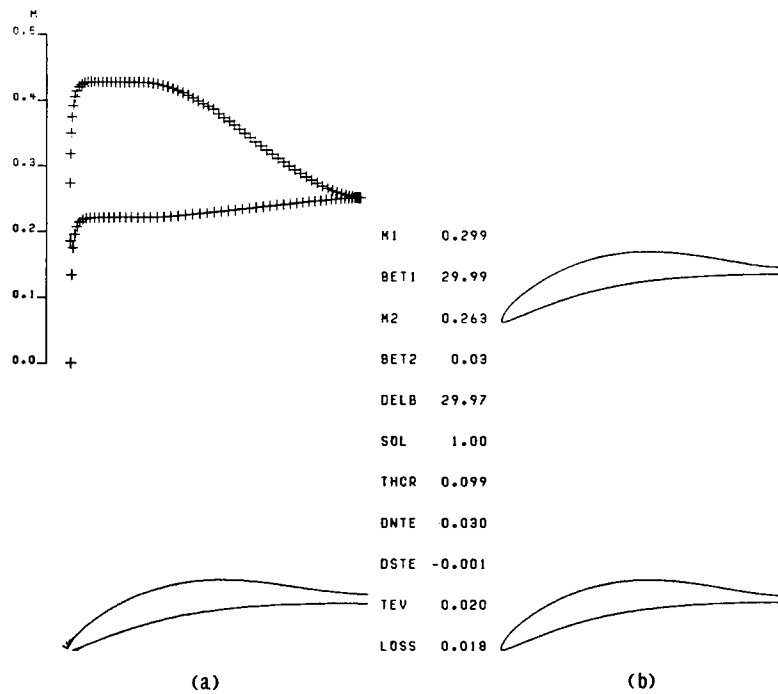 M
0.5
0.4
0.3
0.2
0.1
0.0
M1 0.299
BET1 29.99
M2 0.263
BET2 0.03
DELB 29.97
SOL 1.00
THCR 0.099
DNTE 0.030
DSTE -0.001
TEV 0.020
LOSS 0.018
(a)
(b)